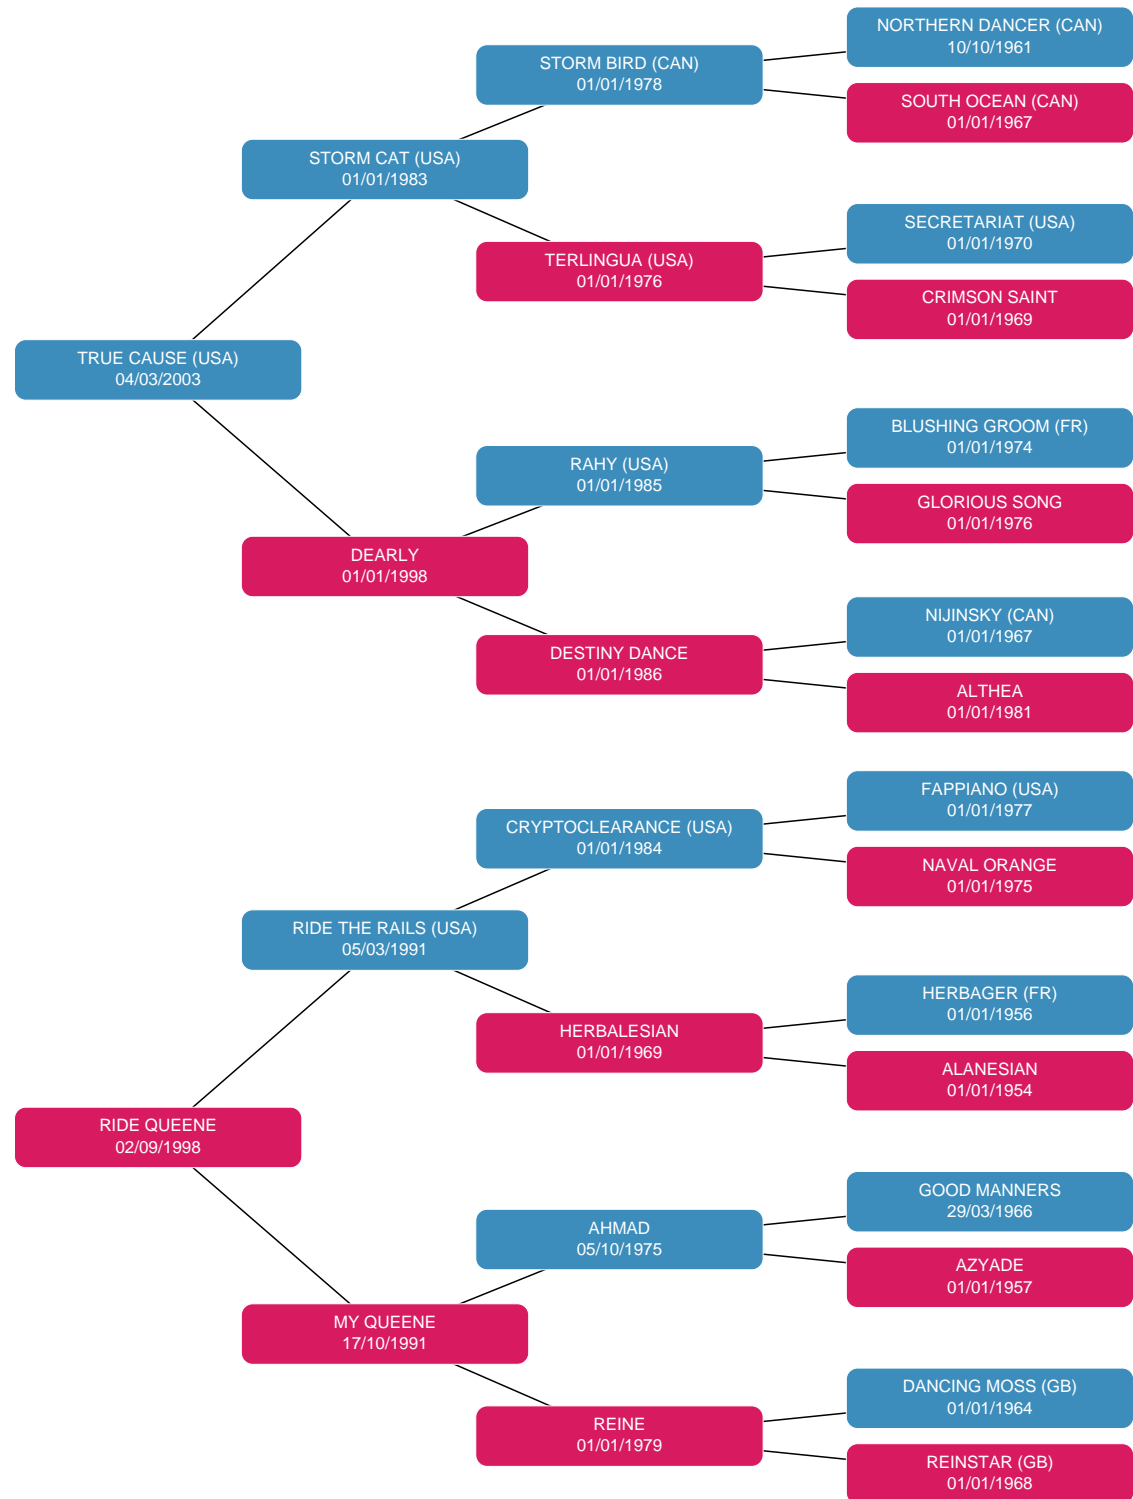 NORTHERN DANCER (CAN)
10/10/1961
STORM BIRD (CAN)
01/01/1978
SOUTH OCEAN (CAN)
01/01/1967
STORM CAT (USA)
01/01/1983
SECRETARIAT (USA)
01/01/1970
TERLINGUA (USA)
01/01/1976
CRIMSON SAINT
01/01/1969
TRUE CAUSE (USA)
04/03/2003
BLUSHING GROOM (FR)
01/01/1974
RAHY (USA)
01/01/1985
GLORIOUS SONG
01/01/1976
DEARLY
01/01/1998
NIJINSKY (CAN)
01/01/1967
DESTINY DANCE
01/01/1986
ALTHEA
01/01/1981
FAPPIANO (USA)
01/01/1977
CRYPTOCLEARANCE (USA)
01/01/1984
NAVAL ORANGE
01/01/1975
RIDE THE RAILS (USA)
05/03/1991
HERBAGER (FR)
01/01/1956
HERBALESIAN
01/01/1969
ALANESIAN
01/01/1954
RIDE QUEENE
02/09/1998
GOOD MANNERS
29/03/1966
AHMAD
05/10/1975
AZYADE
01/01/1957
MY QUEENE
17/10/1991
DANCING MOSS (GB)
01/01/1964
REINE
01/01/1979
REINSTAR (GB)
01/01/1968